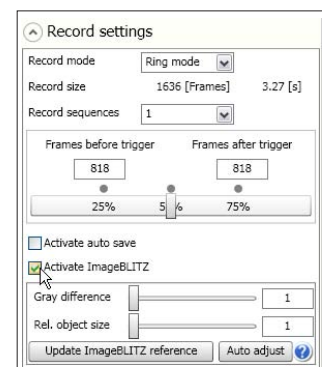 Record settings
Record mode Ring mode
Record size 1636 [Frames] 3.27 [s]
Record sequences 1
Frames before trigger Frames after trigger
818 818
25% 5 % 75%
Activate auto save
Activate ImageBLITZ
Gray difference 1
Rel. object size 1
Update ImageBLITZ reference Auto adjust ?